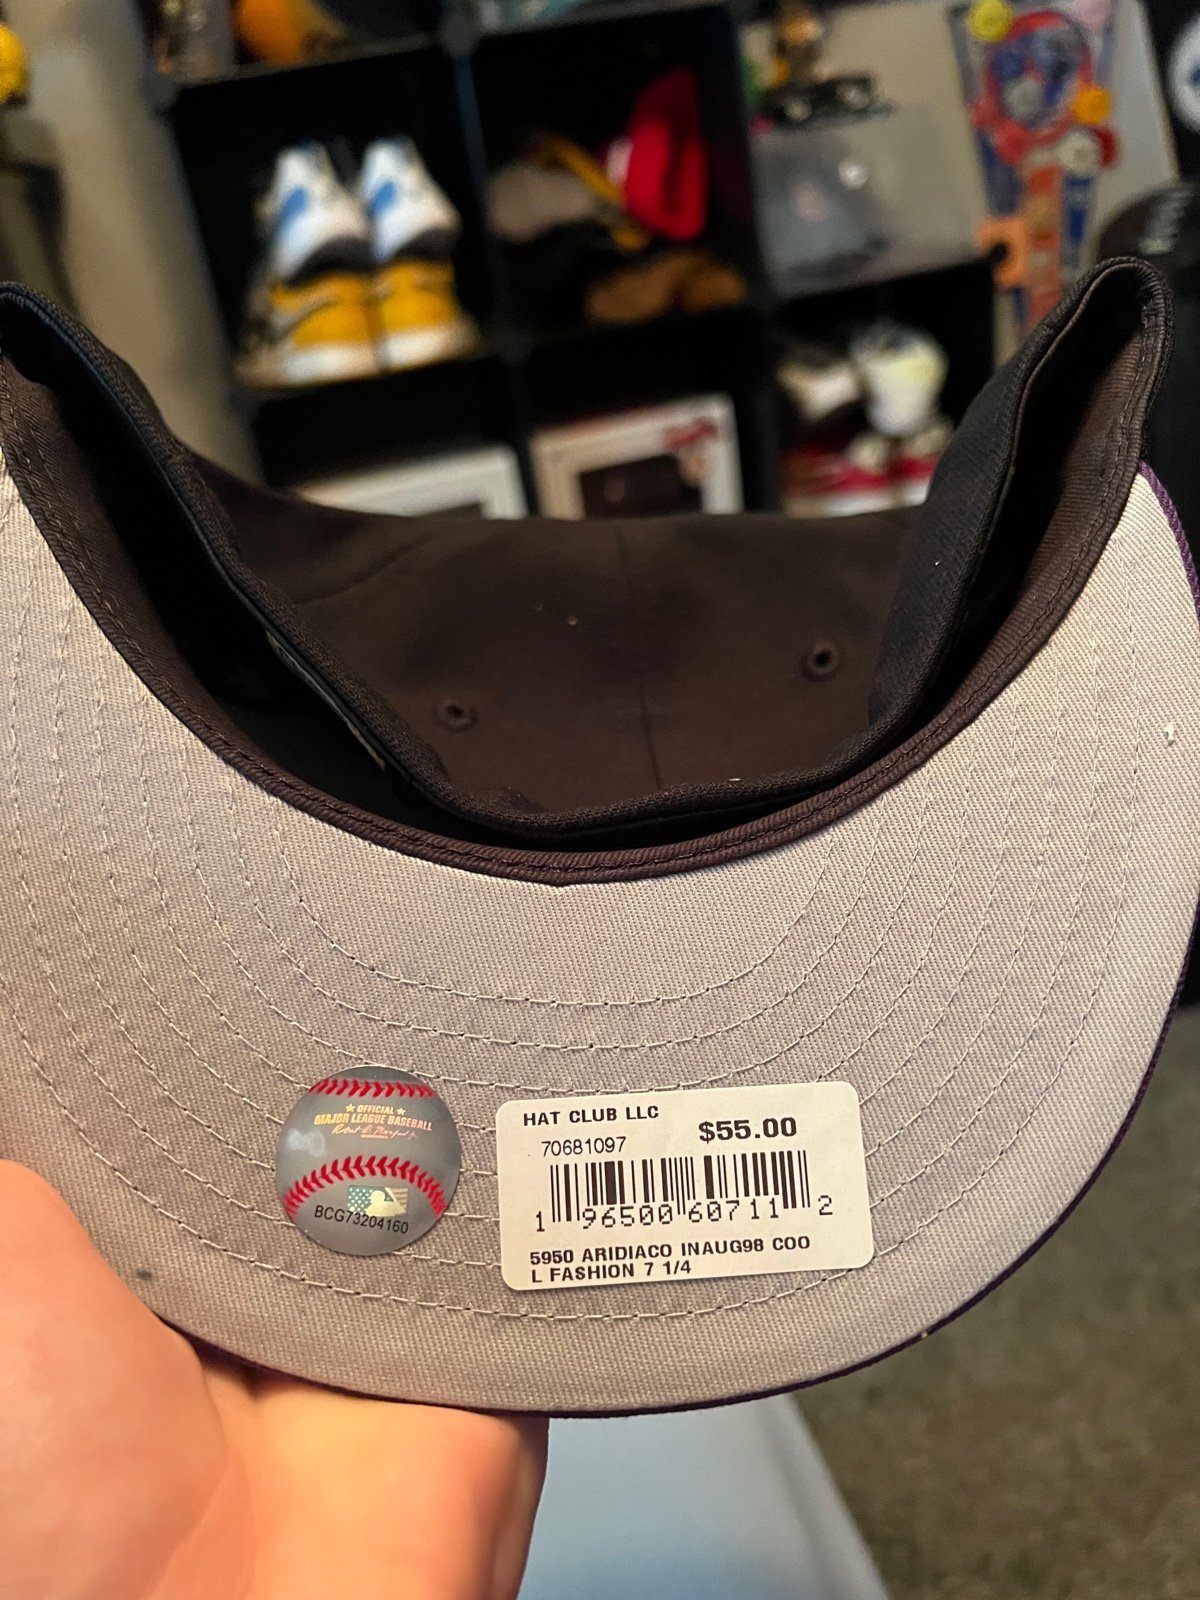 OFFICIAL
MAJOR LEAGUE BASEBALL
BCG73204160
HAT CLUB LLC
70681097 $55.00
1 96500 60711 2
5950 ARIDIACO INAUG98 COO
L FASHION 7 1/4